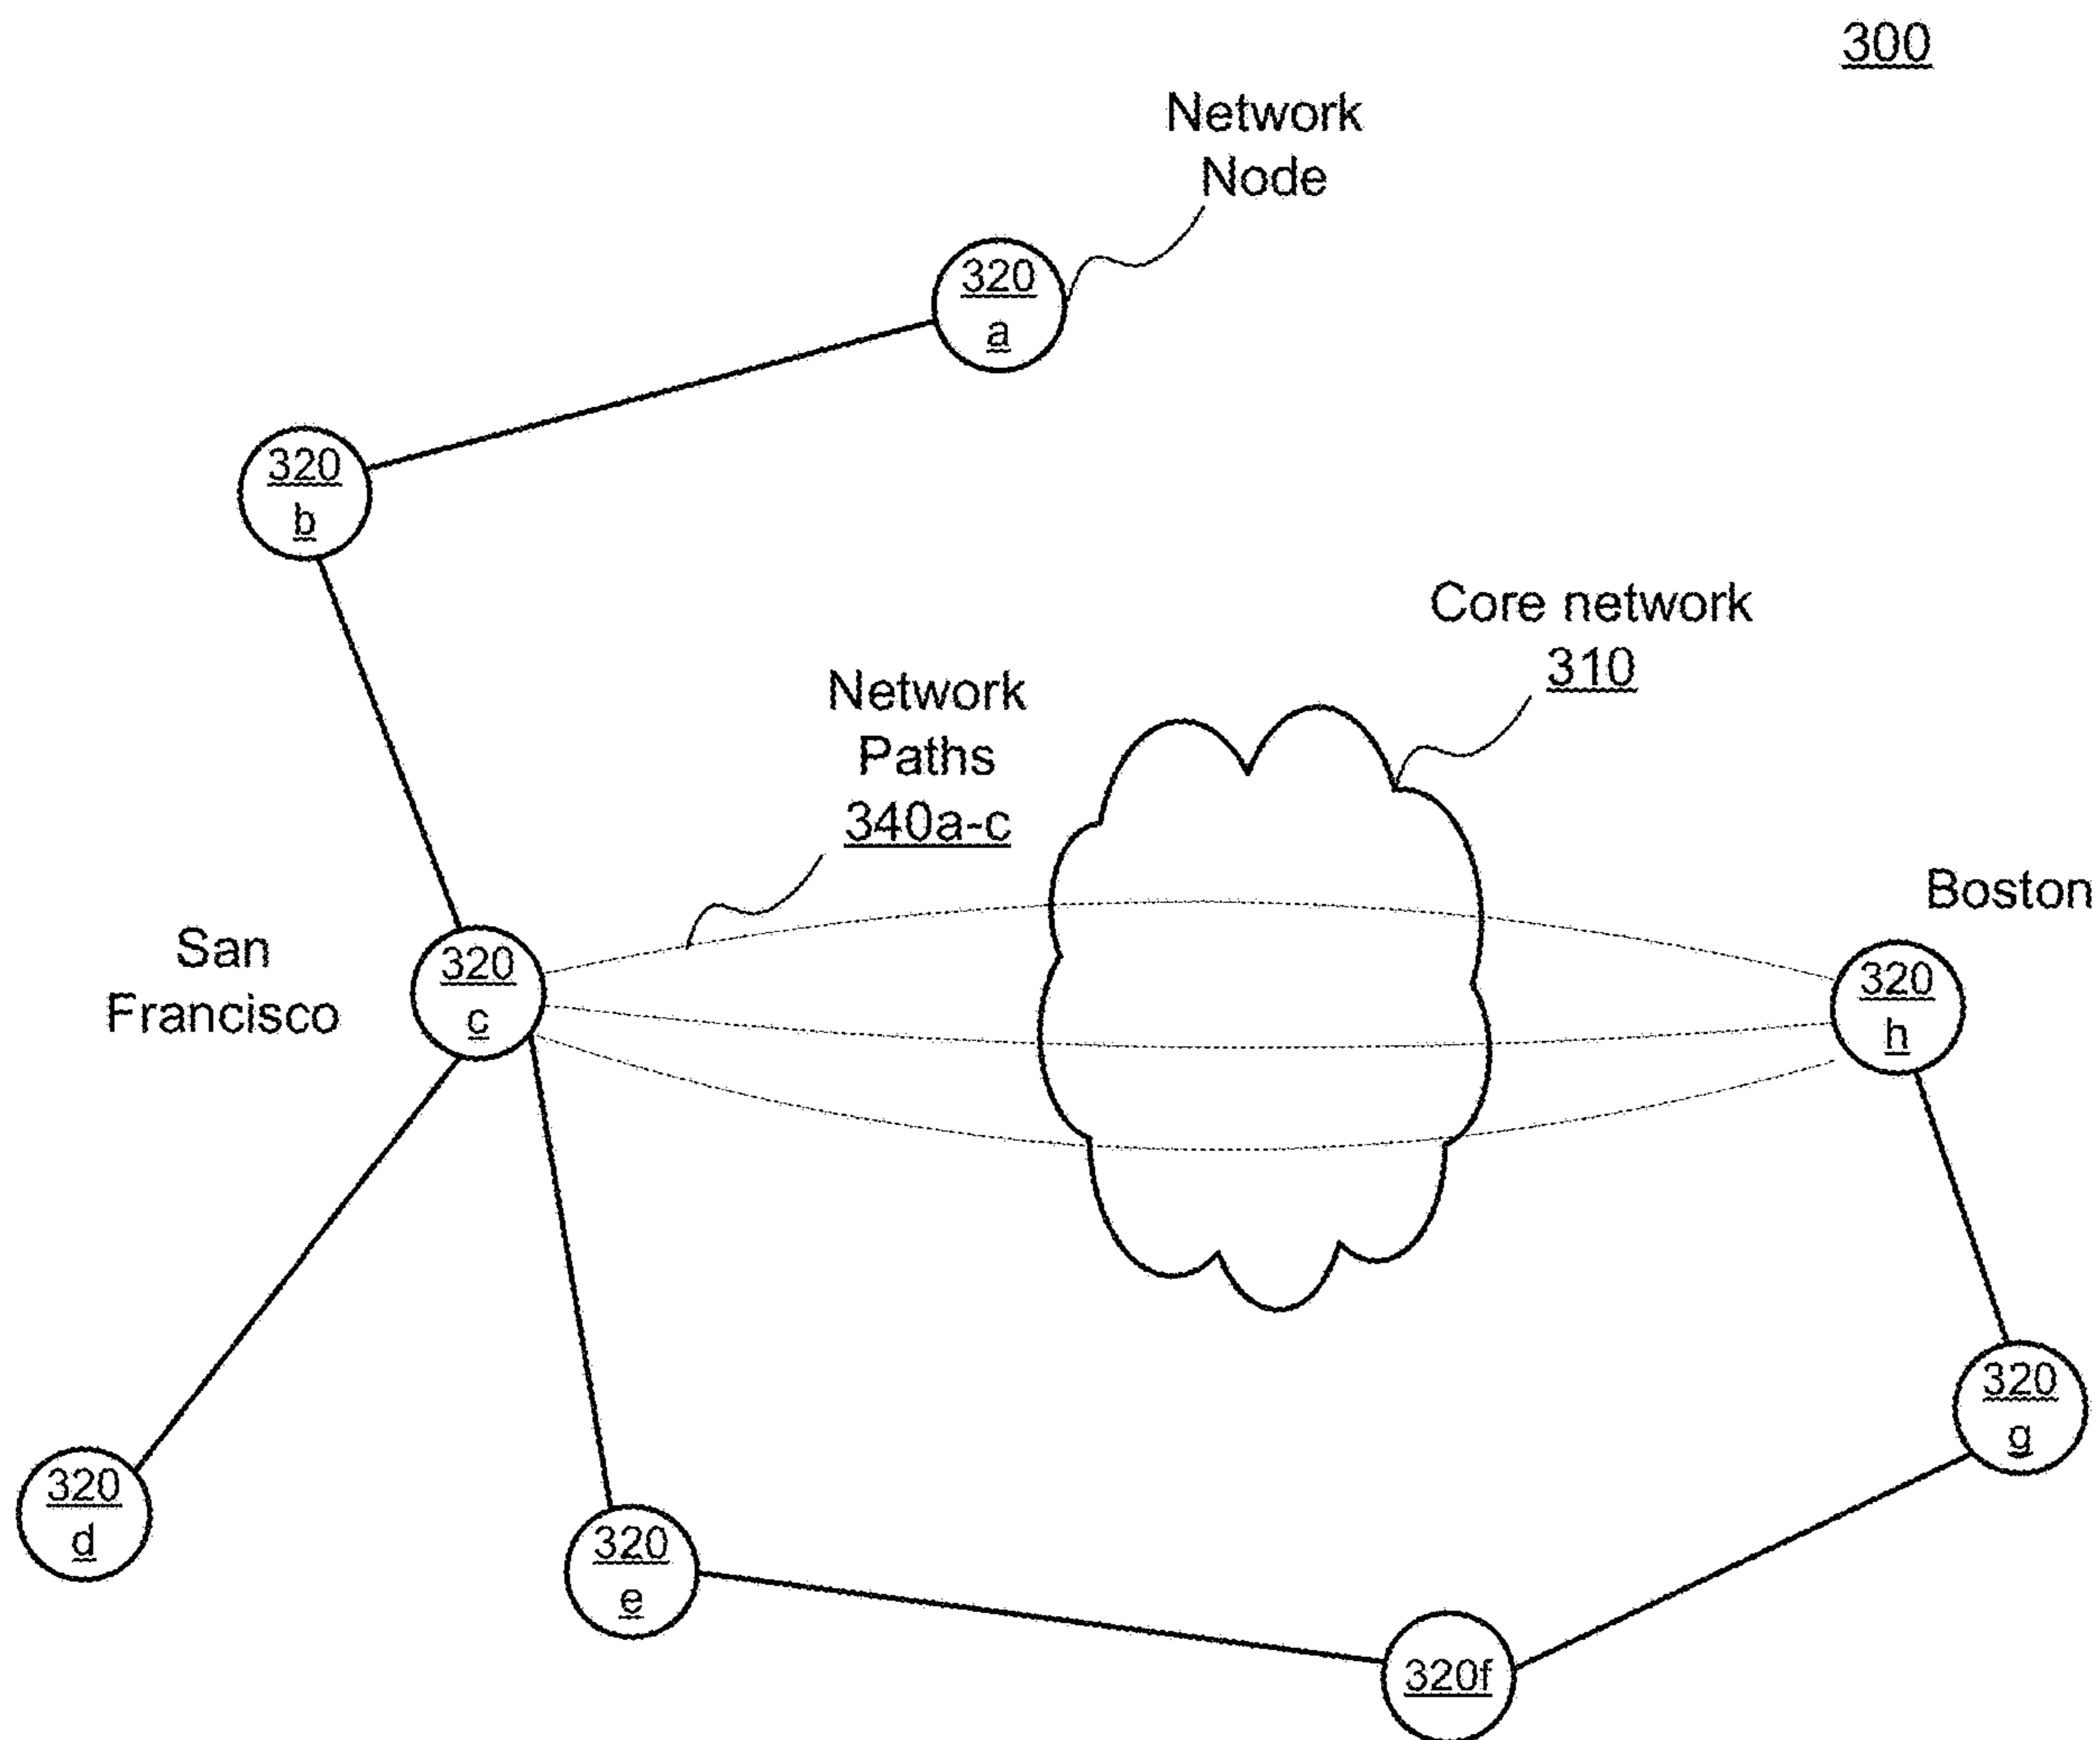 300
Network
Node
320
a
320
b
Core network
310
Network
Paths
340a-c
Boston
San
Francisco
320
c
320
h
320
g
320
d
320
e
320f